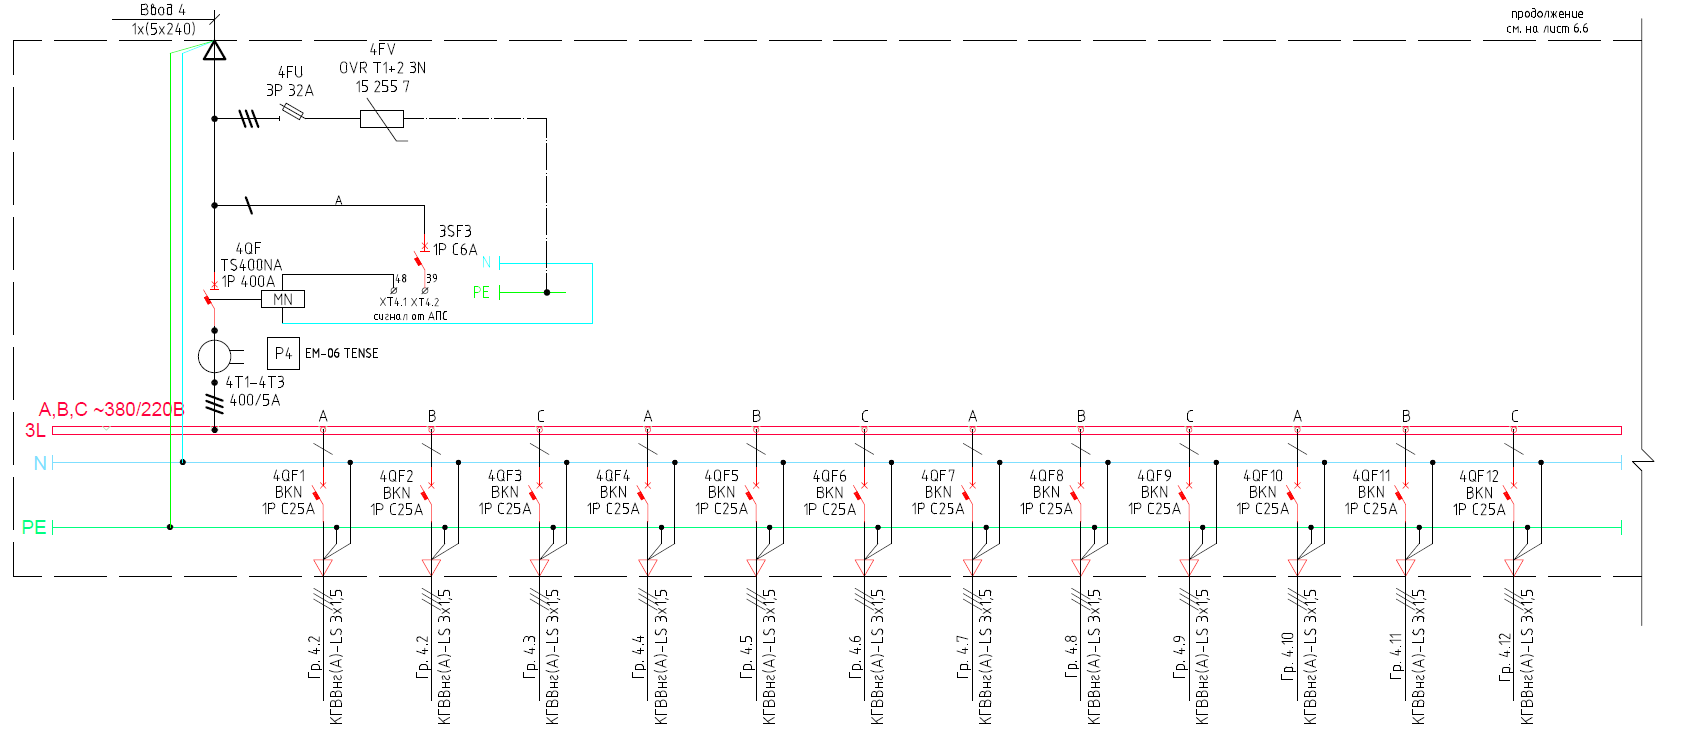 Ввод 4
1х(5х240)
продолжение
см. на лист 6.6
4FU
3P 32A
4FV
OVR T1+2 3N
15 255 7
A
3SF3
1P C6A
4QF
TS400NA
1P 400A
MN
48
39
XT4.1 XT4.2
сигнал от АПС
N
PE
P4
EM-06 TENSE
4T1-4T3
400/5A
A,B,C ~380/220В
3L
A B C A B C A B C A B C
N
4QF1
BKN
1P C25A
4QF2
BKN
1P C25A
4QF3
BKN
1P C25A
4QF4
BKN
1P C25A
4QF5
BKN
1P C25A
4QF6
BKN
1P C25A
4QF7
BKN
1P C25A
4QF8
BKN
1P C25A
4QF9
BKN
1P C25A
4QF10
BKN
1P C25A
4QF11
BKN
1P C25A
4QF12
BKN
1P C25A
PE
Гр. 4.2
КГВВнг(А)-LS 3х1,5
Гр. 4.2
КГВВнг(А)-LS 3х1,5
Гр. 4.3
КГВВнг(А)-LS 3х1,5
Гр. 4.4
КГВВнг(А)-LS 3х1,5
Гр. 4.5
КГВВнг(А)-LS 3х1,5
Гр. 4.6
КГВВнг(А)-LS 3х1,5
Гр. 4.7
КГВВнг(А)-LS 3х1,5
Гр. 4.8
КГВВнг(А)-LS 3х1,5
Гр. 4.9
КГВВнг(А)-LS 3х1,5
Гр. 4.10
КГВВнг(А)-LS 3х1,5
Гр. 4.11
КГВВнг(А)-LS 3х1,5
Гр. 4.12
КГВВнг(А)-LS 3х1,5